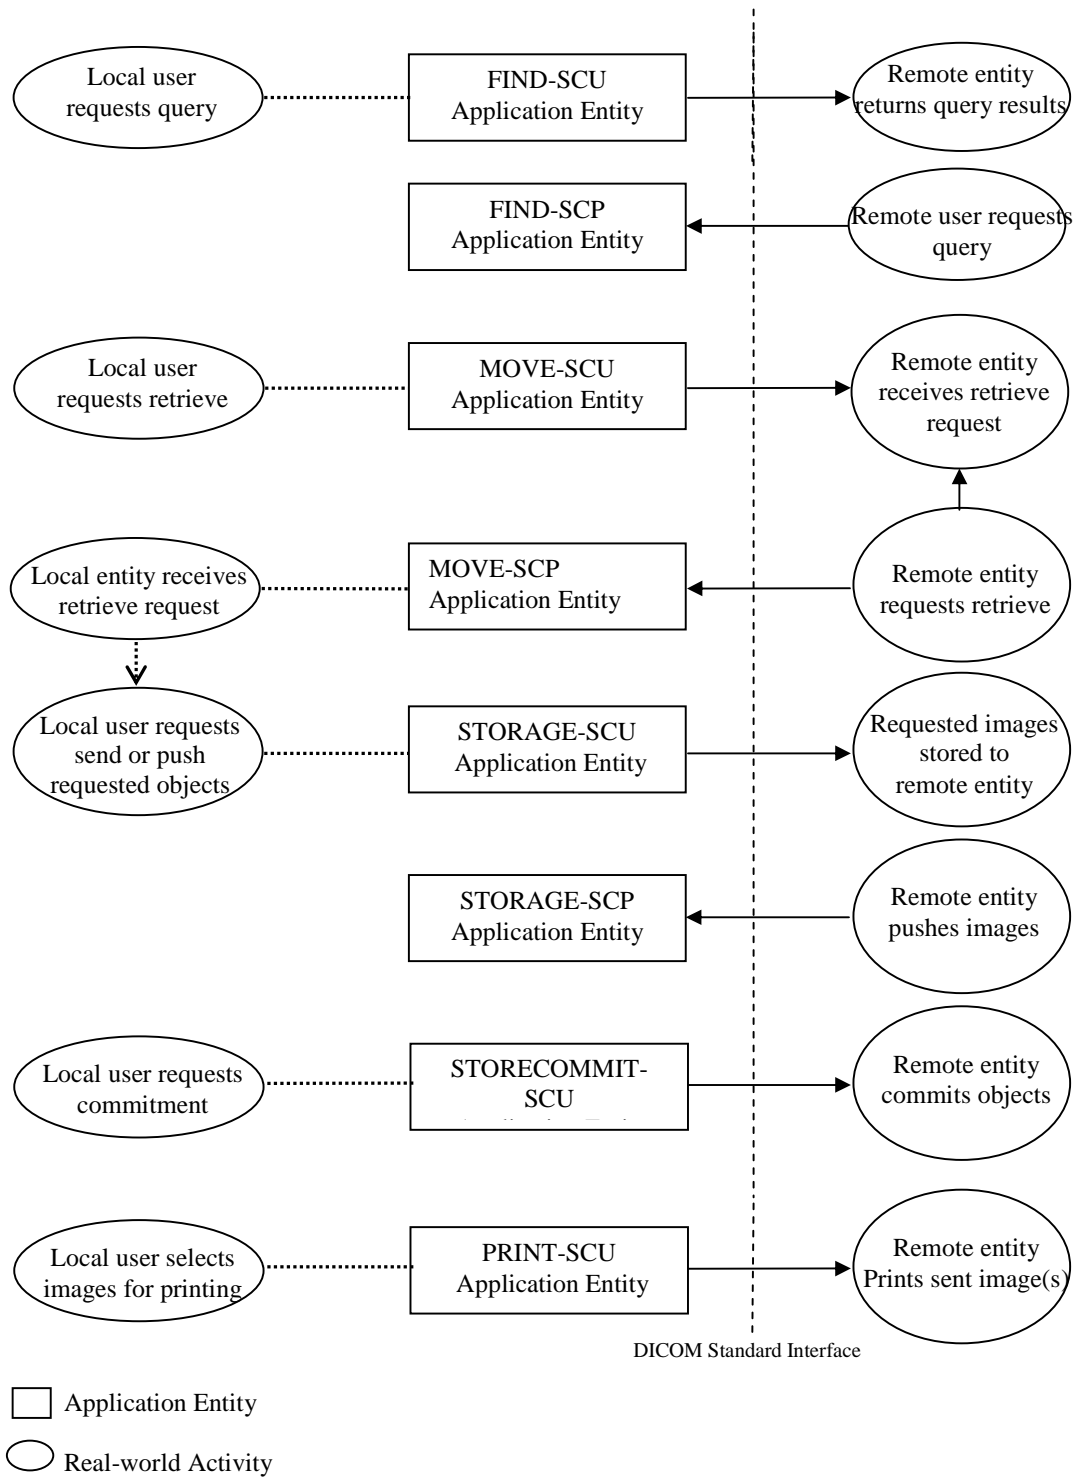 Local user
requests query
FIND-SCU
Application Entity
Remote entity
returns query results
FIND-SCP
Application Entity
Remote user requests
query
Local user
requests retrieve
MOVE-SCU
Application Entity
Remote entity
receives retrieve
request
Local entity receives
retrieve request
MOVE-SCP
Application Entity
Remote entity
requests retrieve
Local user requests
send or push
requested objects
STORAGE-SCU
Application Entity
Requested images
stored to
remote entity
STORAGE-SCP
Application Entity
Remote entity
pushes images
Local user requests
commitment
STORECOMMIT-
SCU
Remote entity
commits objects
Local user selects
images for printing
PRINT-SCU
Application Entity
Remote entity
Prints sent image(s)
DICOM Standard Interface
Application Entity
Real-world Activity